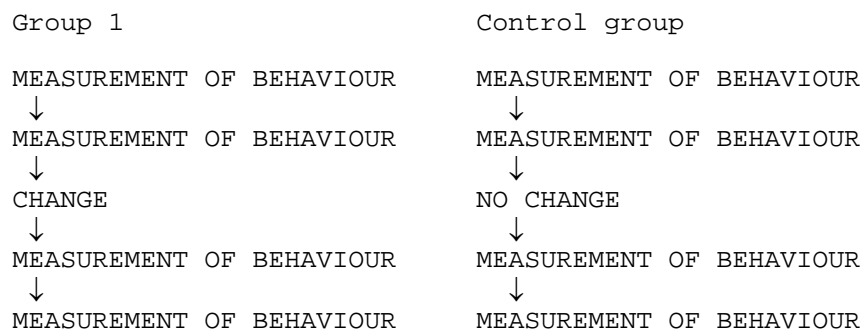 Group 1 Control group
MEASUREMENT OF BEHAVIOUR MEASUREMENT OF BEHAVIOUR
↓ ↓
MEASUREMENT OF BEHAVIOUR MEASUREMENT OF BEHAVIOUR
↓ ↓
CHANGE NO CHANGE
↓ ↓
MEASUREMENT OF BEHAVIOUR MEASUREMENT OF BEHAVIOUR
↓ ↓
MEASUREMENT OF BEHAVIOUR MEASUREMENT OF BEHAVIOUR